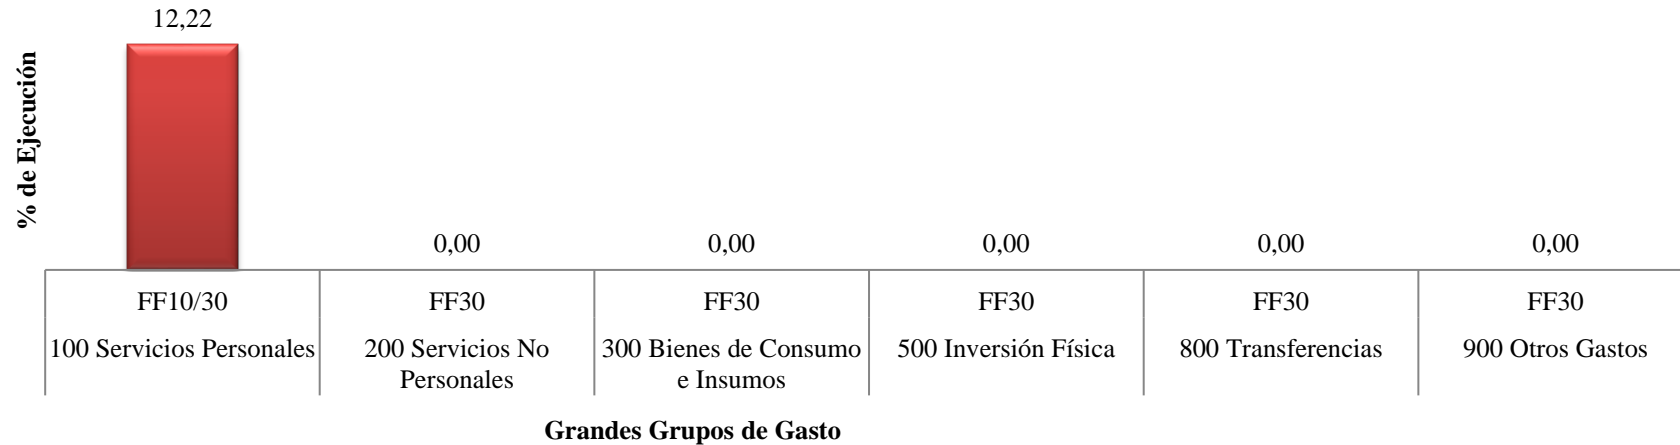 12,22
% de Ejecución
0,00 0,00 0,00 0,00 0,00
FF10/30 FF30 FF30 FF30 FF30 FF30
100 Servicios Personales 200 Servicios No 300 Bienes de Consumo 500 Inversión Física 800 Transferencias 900 Otros Gastos
Personales e Insumos
Grandes Grupos de Gasto